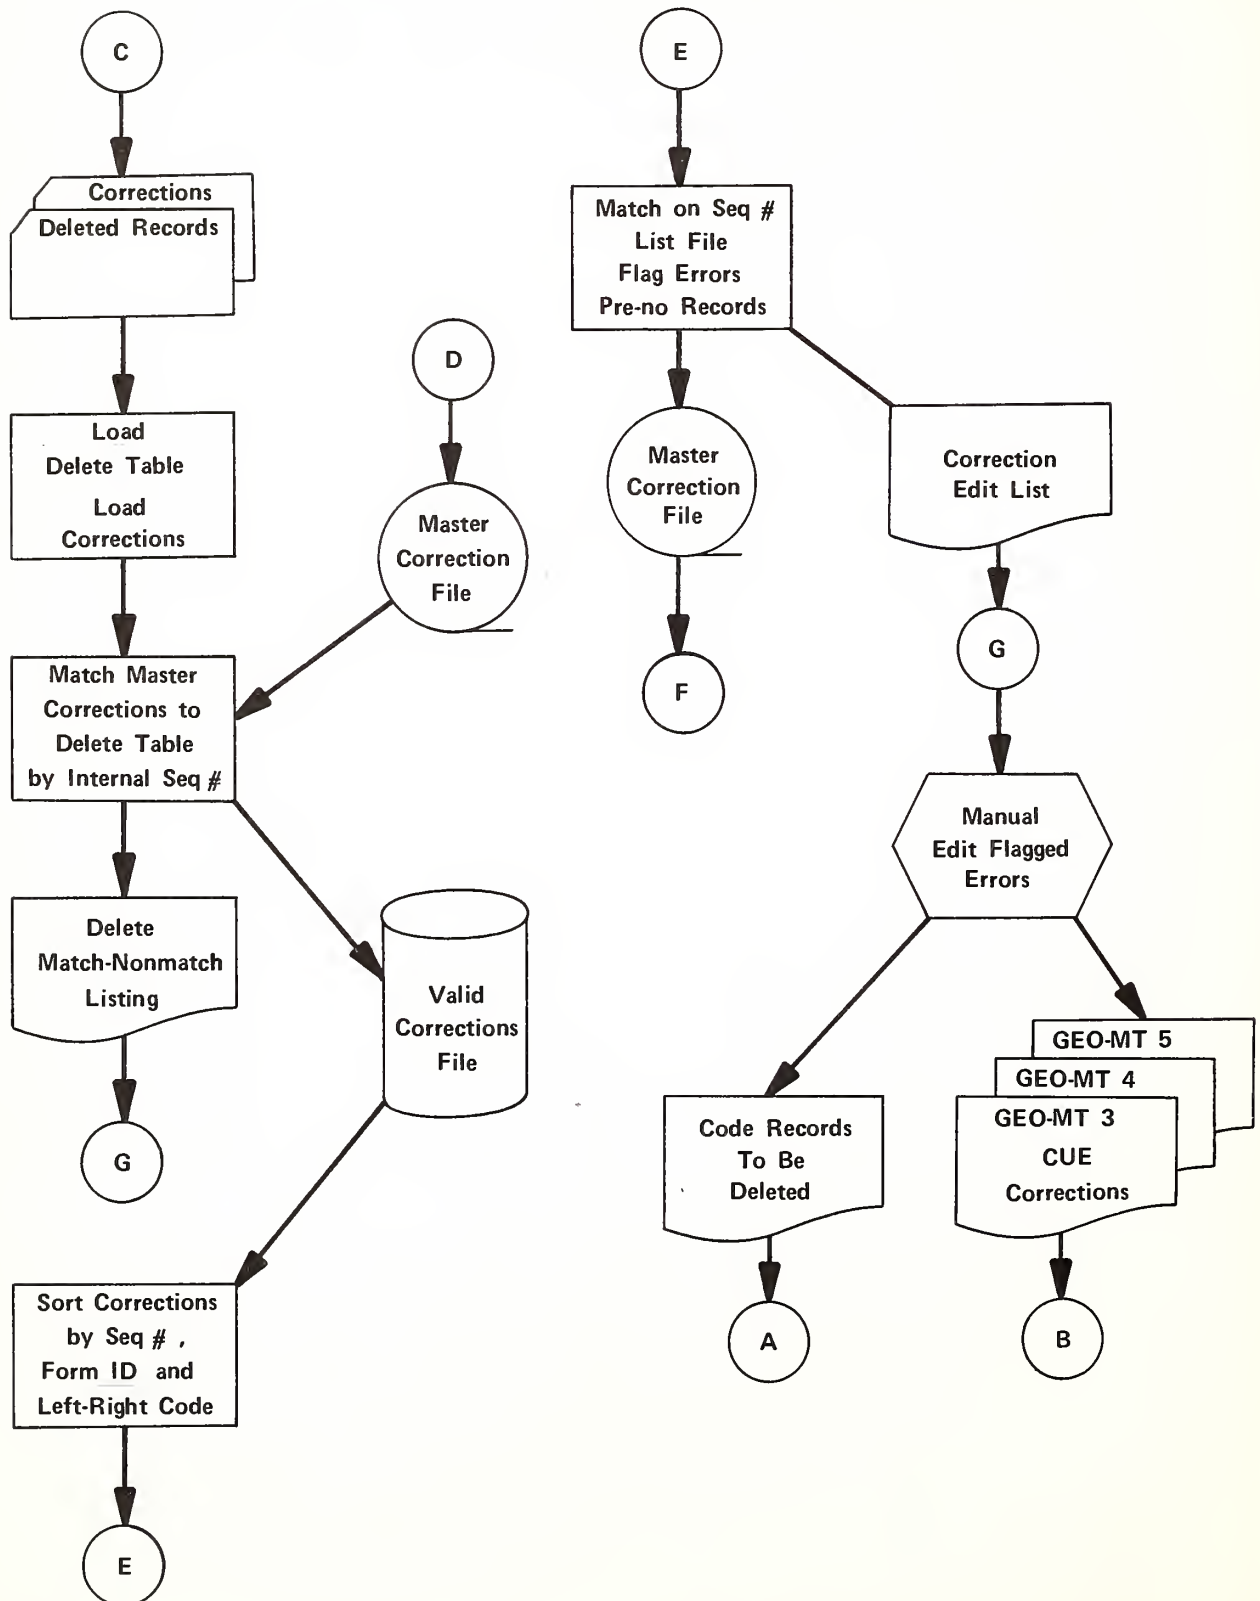 C
Corrections
Deleted Records
Load
Delete Table
Load
Corrections
D
Master
Correction
File
Match Master
Corrections to
Delete Table
by Internal Seq #
Delete
Match-Nonmatch
Listing
G
Valid
Corrections
File
Sort Corrections
by Seq # ,
Form ID and
Left-Right Code
E
E
Match on Seq #
List File
Flag Errors
Pre-no Records
Master
Correction
File
F
Correction
Edit List
G
Manual
Edit Flagged
Errors
Code Records
To Be
Deleted
A
GEO-MT 5
GEO-MT 4
GEO-MT 3
CUE
Corrections
B